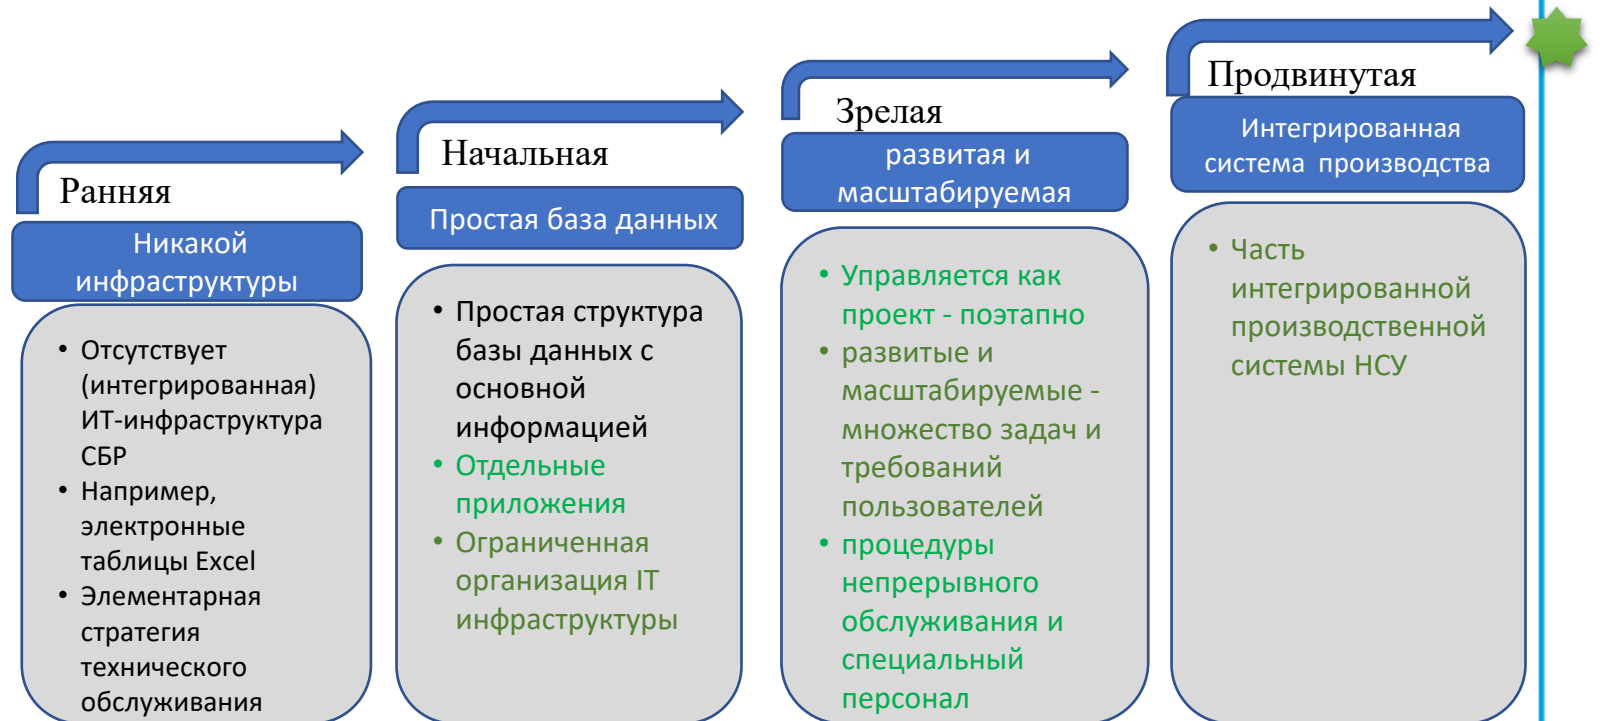 Ранняя
Никакой
инфраструктуры
• Отсутствует
(интегрированная)
ИТ-инфраструктура
СБР
• Например,
электронные
таблицы Excel
• Элементарная
стратегия
технического
обслуживания
Начальная
Простая база данных
• Простая структура
базы данных с
основной
информацией
• Отдельные
приложения
• Ограниченная
организация IT
инфраструктуры
Зрелая
развитая и
масштабируемая
• Управляется как
проект - поэтапно
• развитые и
масштабируемые -
множество задач и
требований
пользователей
• процедуры
непрерывного
обслуживания и
специальный
персонал
Продвинутая
Интегрированная
система производства
• Часть
интегрированной
производственной
системы НСУ